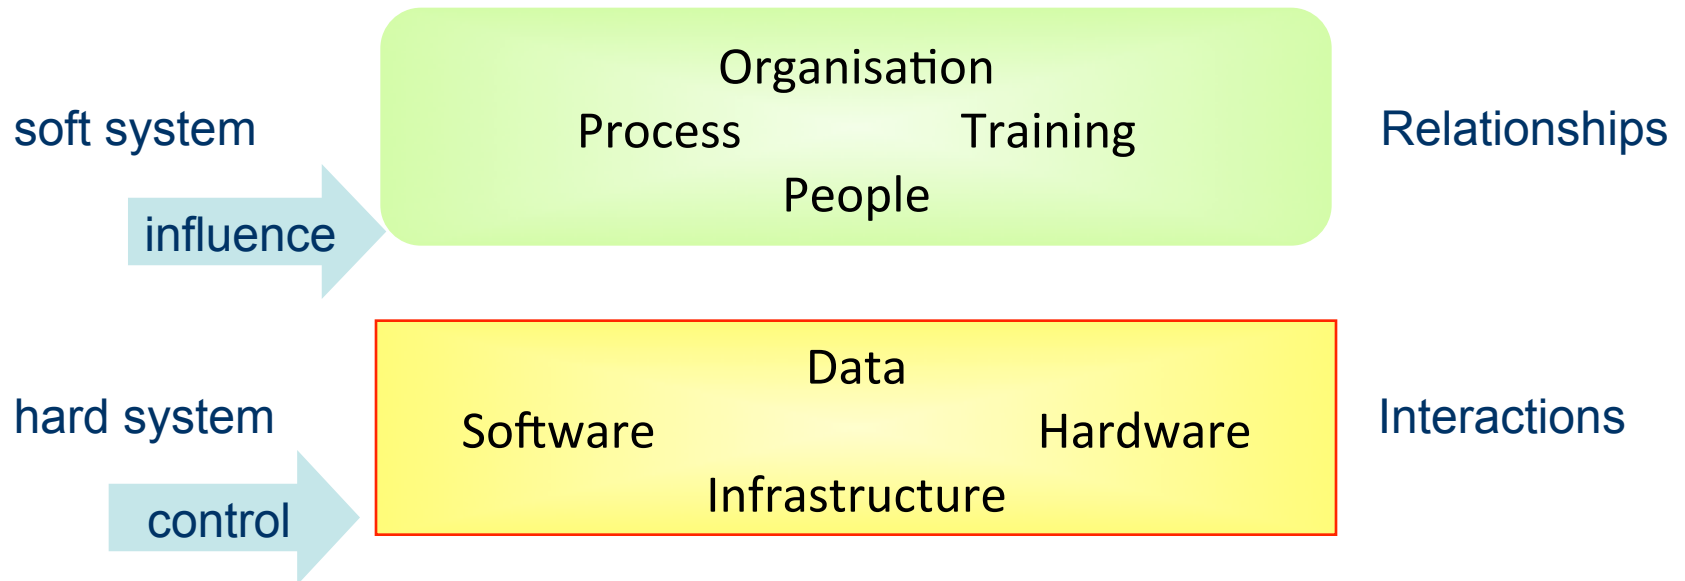 Organisation
soft system
Process Training
Relationships
People
influence
Data
hard system
Software Hardware
Interactions
Infrastructure
control